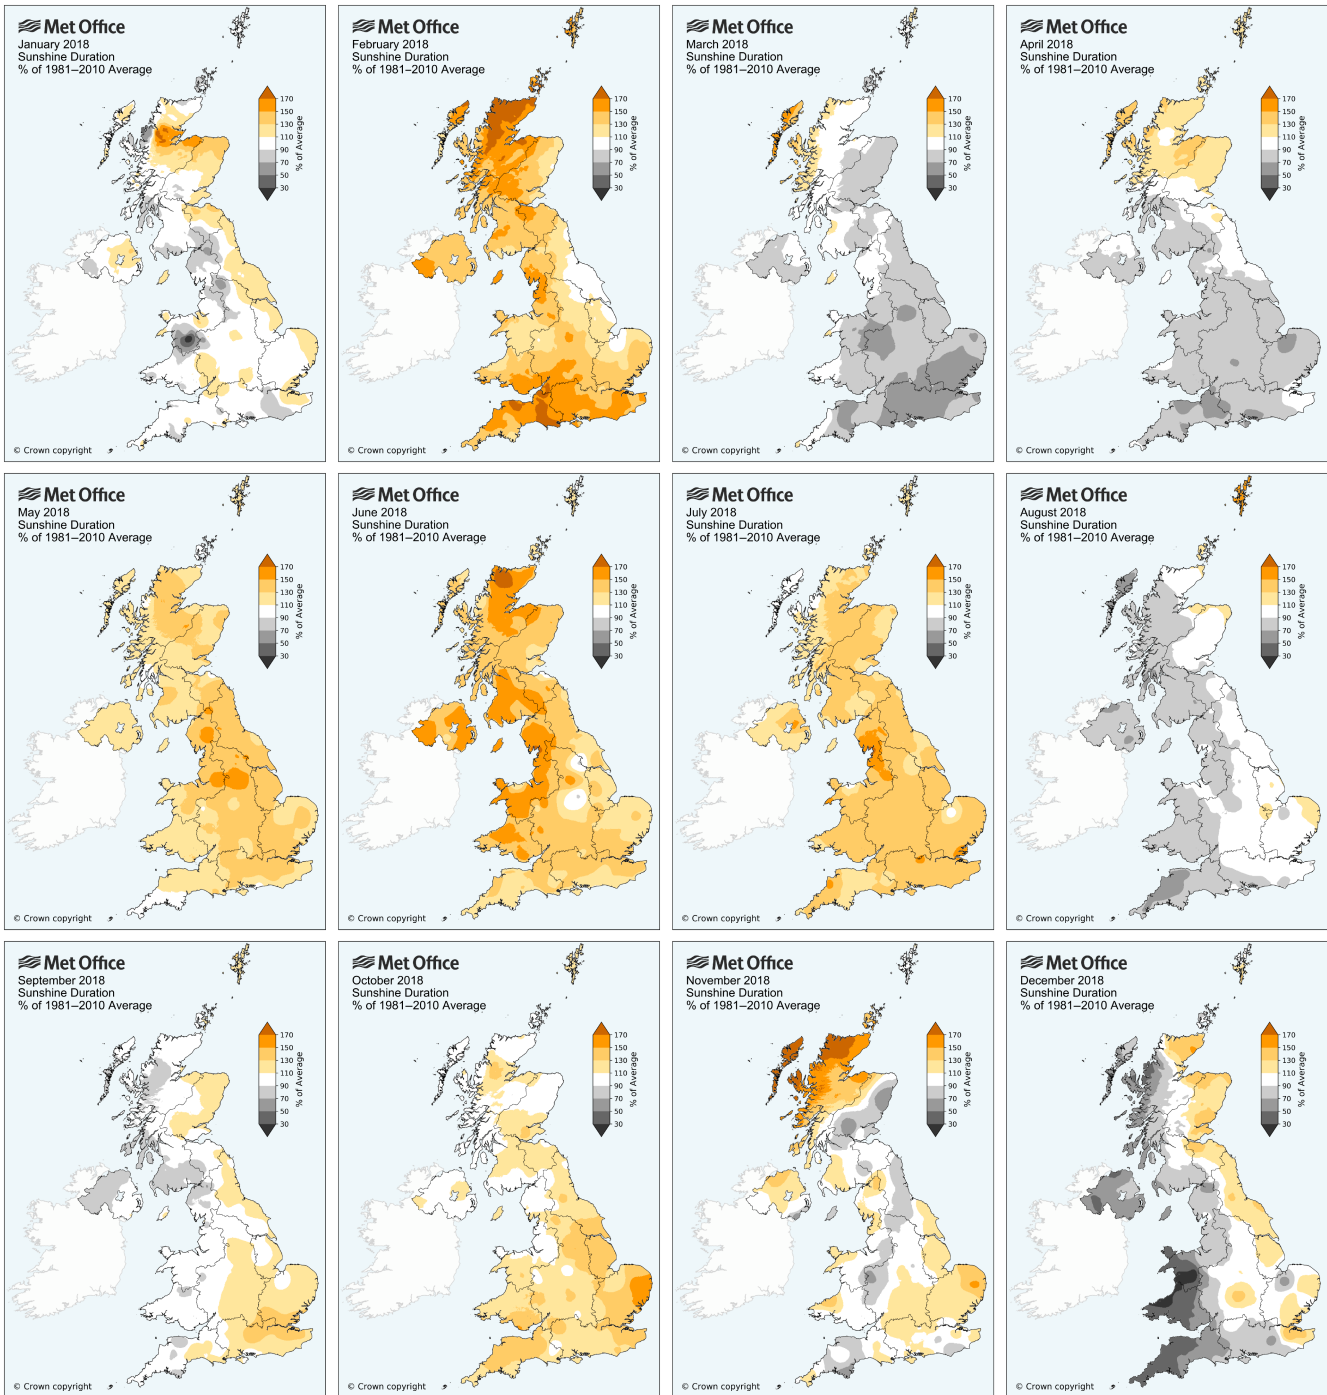 Met Office
January 2018
Sunshine Duration
% of 1981−2010 Average
170
150
130
110
90
70
50
30
% of Average
© Crown copyright
Met Office
February 2018
Sunshine Duration
% of 1981−2010 Average
170
150
130
110
90
70
50
30
% of Average
© Crown copyright
Met Office
March 2018
Sunshine Duration
% of 1981−2010 Average
170
150
130
110
90
70
50
30
% of Average
© Crown copyright
Met Office
April 2018
Sunshine Duration
% of 1981−2010 Average
170
150
130
110
90
70
50
30
% of Average
© Crown copyright
Met Office
May 2018
Sunshine Duration
% of 1981−2010 Average
170
150
130
110
90
70
50
30
% of Average
© Crown copyright
Met Office
June 2018
Sunshine Duration
% of 1981−2010 Average
170
150
130
110
90
70
50
30
% of Average
© Crown copyright
Met Office
July 2018
Sunshine Duration
% of 1981−2010 Average
170
150
130
110
90
70
50
30
% of Average
© Crown copyright
Met Office
August 2018
Sunshine Duration
% of 1981−2010 Average
170
150
130
110
90
70
50
30
% of Average
© Crown copyright
Met Office
September 2018
Sunshine Duration
% of 1981−2010 Average
170
150
130
110
90
70
50
30
% of Average
© Crown copyright
Met Office
October 2018
Sunshine Duration
% of 1981−2010 Average
170
150
130
110
90
70
50
30
% of Average
© Crown copyright
Met Office
November 2018
Sunshine Duration
% of 1981−2010 Average
170
150
130
110
90
70
50
30
% of Average
© Crown copyright
Met Office
December 2018
Sunshine Duration
% of 1981−2010 Average
170
150
130
110
90
70
50
30
% of Average
© Crown copyright